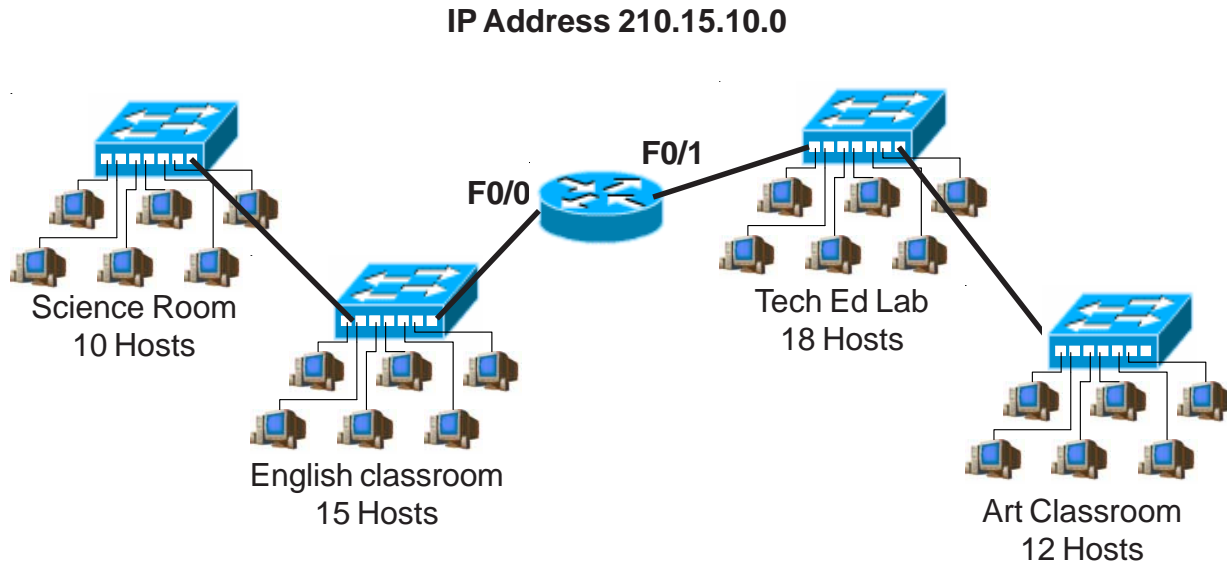 IP Address 210.15.10.0
F0/1
F0/0
Science Room
10 Hosts
Tech Ed Lab
18 Hosts
English classroom
15 Hosts
Art Classroom
12 Hosts